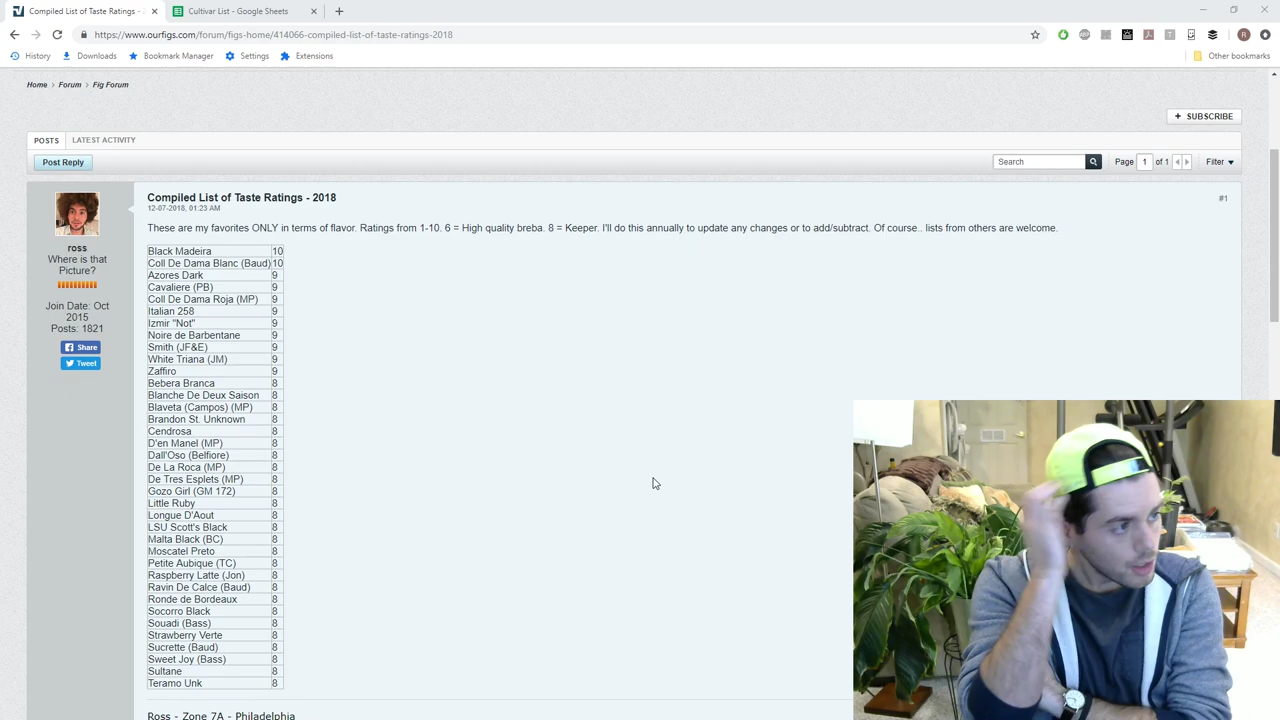 Compiled List of Taste Ratings - 2018
Cultivar List - Google Sheets
https://www.ourfigs.com/forum/figs-home/414066-compiled-list-of-taste-ratings-2018
History Downloads Bookmark Manager Settings Extensions Other bookmarks
Home > Forum > Fig Forum
+ SUBSCRIBE
POSTS LATEST ACTIVITY
Post Reply Search Page 1 of 1 Filter
Compiled List of Taste Ratings - 2018 #1
12-07-2018, 01:23 AM
These are my favorites ONLY in terms of flavor. Ratings from 1-10. 6 = High quality breba. 8 = Keeper. I'll do this annually to update any changes or to add/subtract. Of course.. lists from others are welcome.
ross
Where is that
Picture?
Join Date: Oct
2015
Posts: 1821
Share
Tweet
Black Madeira 10
Coll De Dama Blanc (Baud) 10
Azores Dark 9
Cavaliere (PB) 9
Coll De Dama Roja (MP) 9
Italian 258 9
Izmir "Not" 9
Noire de Barbentane 9
Smith (JF&E) 9
White Triana (JM) 9
Zaffiro 9
Bebera Branca 8
Blanche De Deux Saison 8
Blaveta (Campos) (MP) 8
Brandon St. Unknown 8
Cendrosa 8
D'en Manel (MP) 8
Dall'Oso (Belfiore) 8
De La Roca (MP) 8
De Tres Esplets (MP) 8
Gozo Girl (GM 172) 8
Little Ruby 8
Longue D'Aout 8
LSU Scott's Black 8
Malta Black (BC) 8
Moscatel Preto 8
Petite Aubique (TC) 8
Raspberry Latte (Jon) 8
Ravin De Calce (Baud) 8
Ronde de Bordeaux 8
Socorro Black 8
Souadi (Bass) 8
Strawberry Verte 8
Sucrette (Baud) 8
Sweet Joy (Bass) 8
Sultane 8
Teramo Unk 8
Ross - Zone 7A - Philadelphia